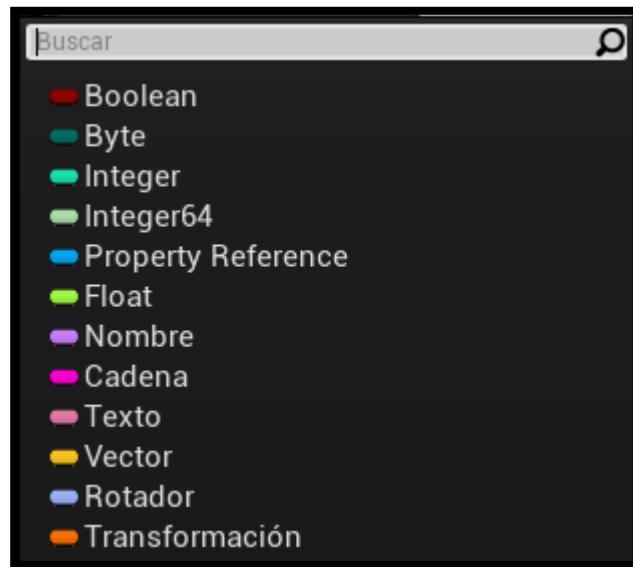 Buscar
Boolean
Byte
Integer
Integer64
Property Reference
Float
Nombre
Cadena
Texto
Vector
Rotador
Transformación